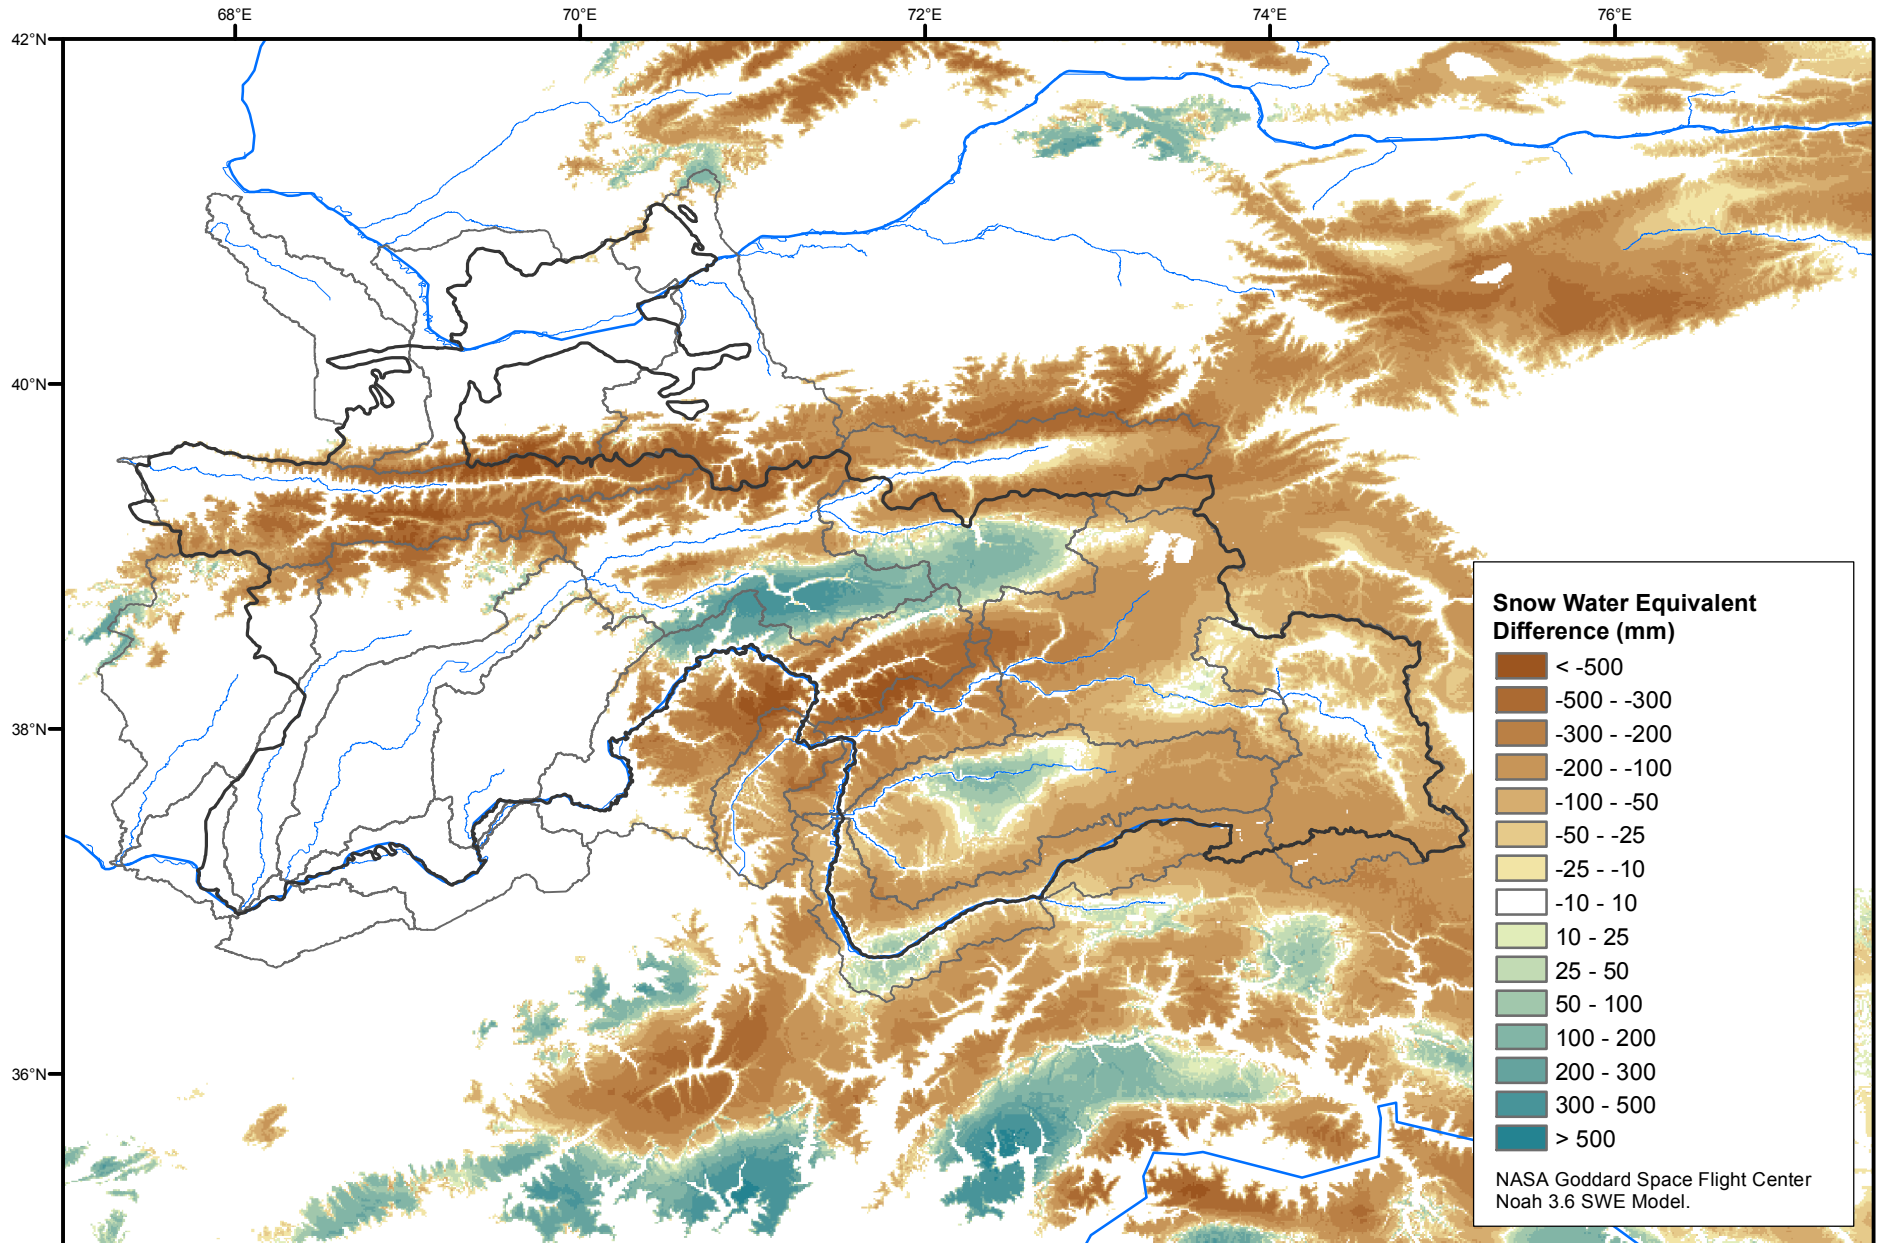 68°E 70°E 72°E 74°E 76°E
42°N
40°N
38°N
36°N
Snow Water Equivalent
Difference (mm)
< -500
-500 - -300
-300 - -200
-200 - -100
-100 - -50
-50 - -25
-25 - -10
-10 - 10
10 - 25
25 - 50
50 - 100
100 - 200
200 - 300
300 - 500
> 500
NASA Goddard Space Flight Center
Noah 3.6 SWE Model.